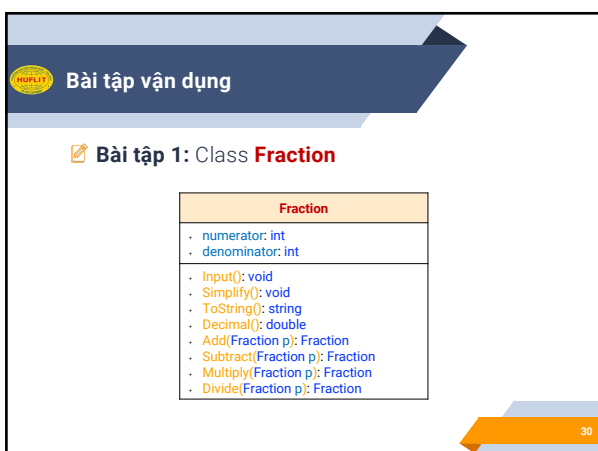 HUFLIT
Bài tập vận dụng
Bài tập 1: Class Fraction
Fraction
+ numerator: int
+ denominator: int
+ Input(): void
+ Simplify(): void
+ ToString(): string
+ Decimal(): double
+ Add(Fraction p): Fraction
+ Subtract(Fraction p): Fraction
+ Multiply(Fraction p): Fraction
+ Divide(Fraction p): Fraction
30